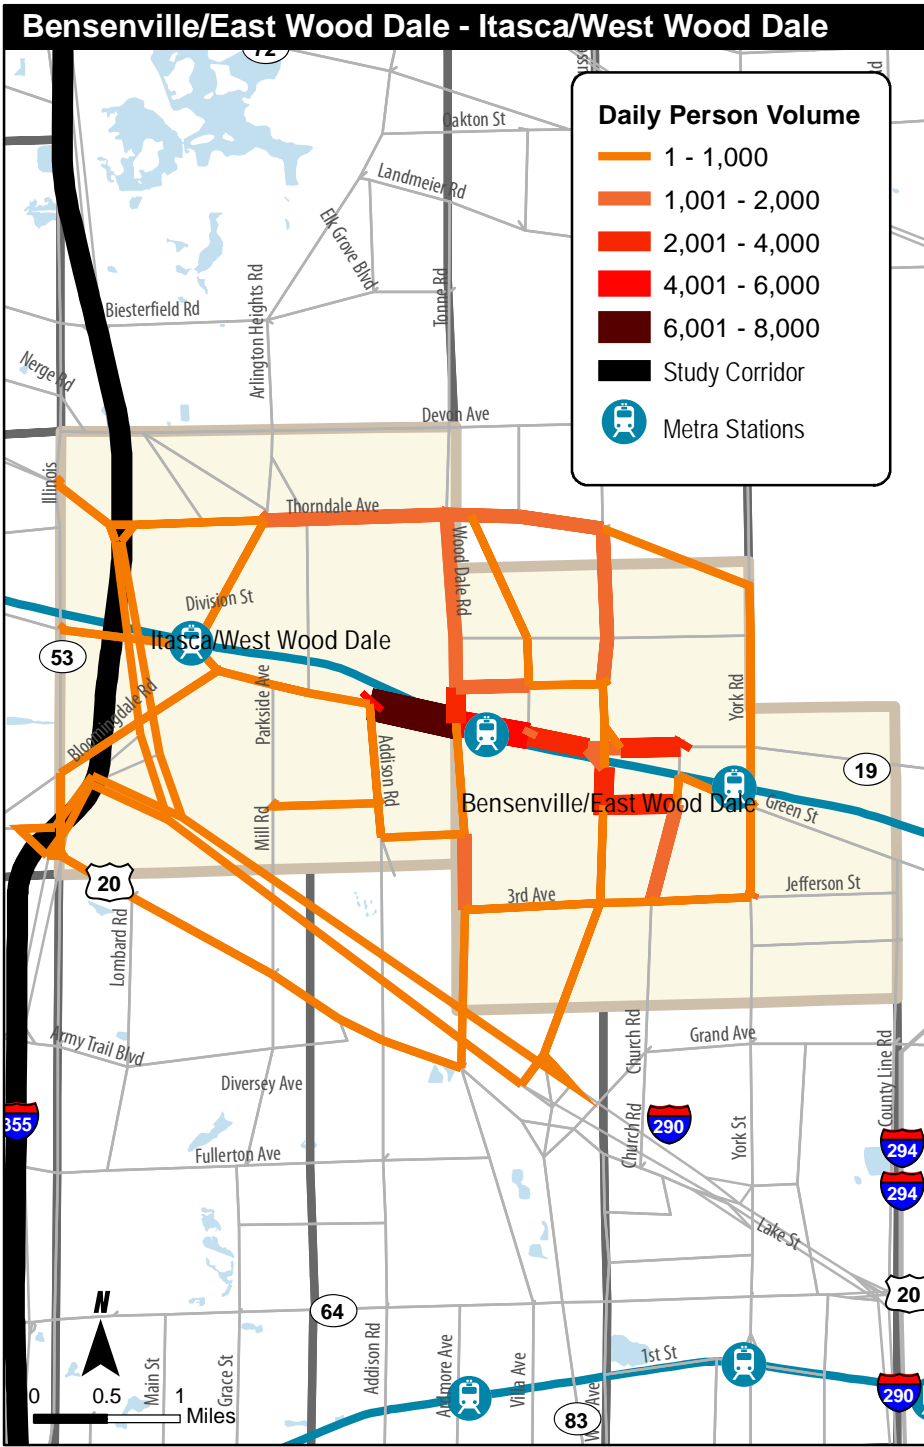 Bensenville/East Wood Dale - Itasca/West Wood Dale
72
Oakton St
Landmeier Rd
Elk Grove Blvd
Tonne Rd
Arlington Heights Rd
Biesterfield Rd
Nerge Rd
Devon Ave
Daily Person Volume
1 - 1,000
1,001 - 2,000
2,001 - 4,000
4,001 - 6,000
6,001 - 8,000
Study Corridor
Metra Stations
Illinois
Thorndale Ave
Wood Dale Rd
Division St
Itasca/West Wood Dale
53
Bloomingdale Rd
Parkside Ave
York Rd
Addison Rd
19
Bensenville/East Wood Dale
Green St
Mill Rd
20
Jefferson St
3rd Ave
Lombard Rd
Army Trail Blvd
Church Rd
Grand Ave
County Line Rd
Diversey Ave
355
290
Church Rd
York St
294
Fullerton Ave
294
Lake St
20
N
64
Main St
Grace St
Addison Rd
Ardmore Ave
Villa Ave
1st St
Ave
290
0 0.5 1
Miles
83